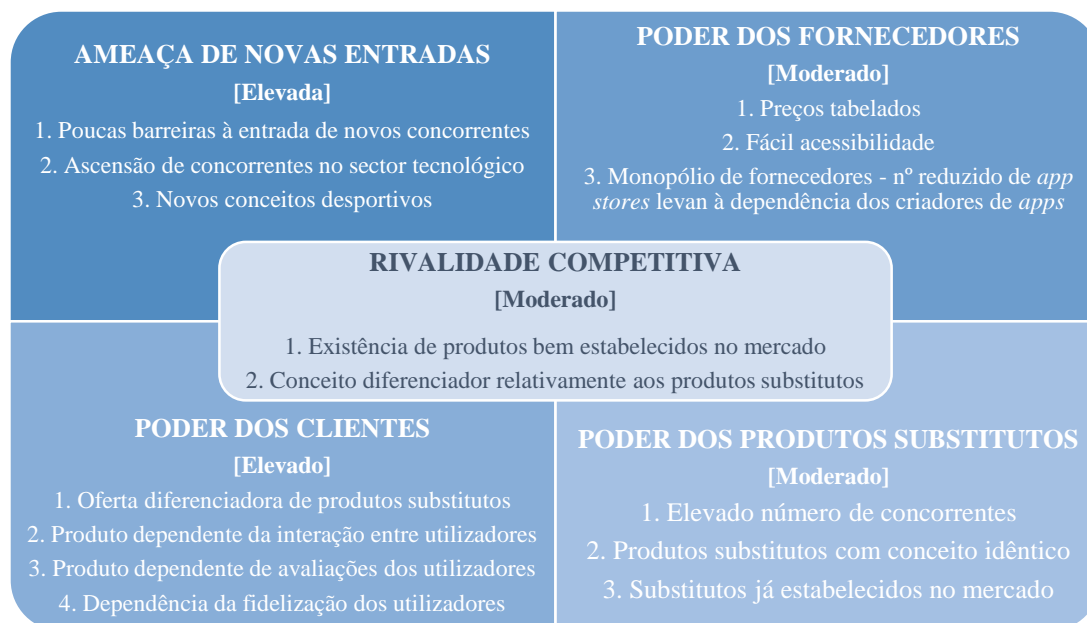 AMEAÇA DE NOVAS ENTRADAS
[Elevada]
1. Poucas barreiras à entrada de novos concorrentes
2. Ascensão de concorrentes no sector tecnológico
3. Novos conceitos desportivos
PODER DOS FORNECEDORES
[Moderado]
1. Preços tabelados
2. Fácil acessibilidade
3. Monopólio de fornecedores - nº reduzido de app
stores levan à dependência dos criadores de apps
RIVALIDADE COMPETITIVA
[Moderado]
1. Existência de produtos bem estabelecidos no mercado
2. Conceito diferenciador relativamente aos produtos substitutos
PODER DOS CLIENTES
[Elevado]
1. Oferta diferenciadora de produtos substitutos
2. Produto dependente da interação entre utilizadores
3. Produto dependente de avaliações dos utilizadores
4. Dependência da fidelização dos utilizadores
PODER DOS PRODUTOS SUBSTITUTOS
[Moderado]
1. Elevado número de concorrentes
2. Produtos substitutos com conceito idêntico
3. Substitutos já estabelecidos no mercado